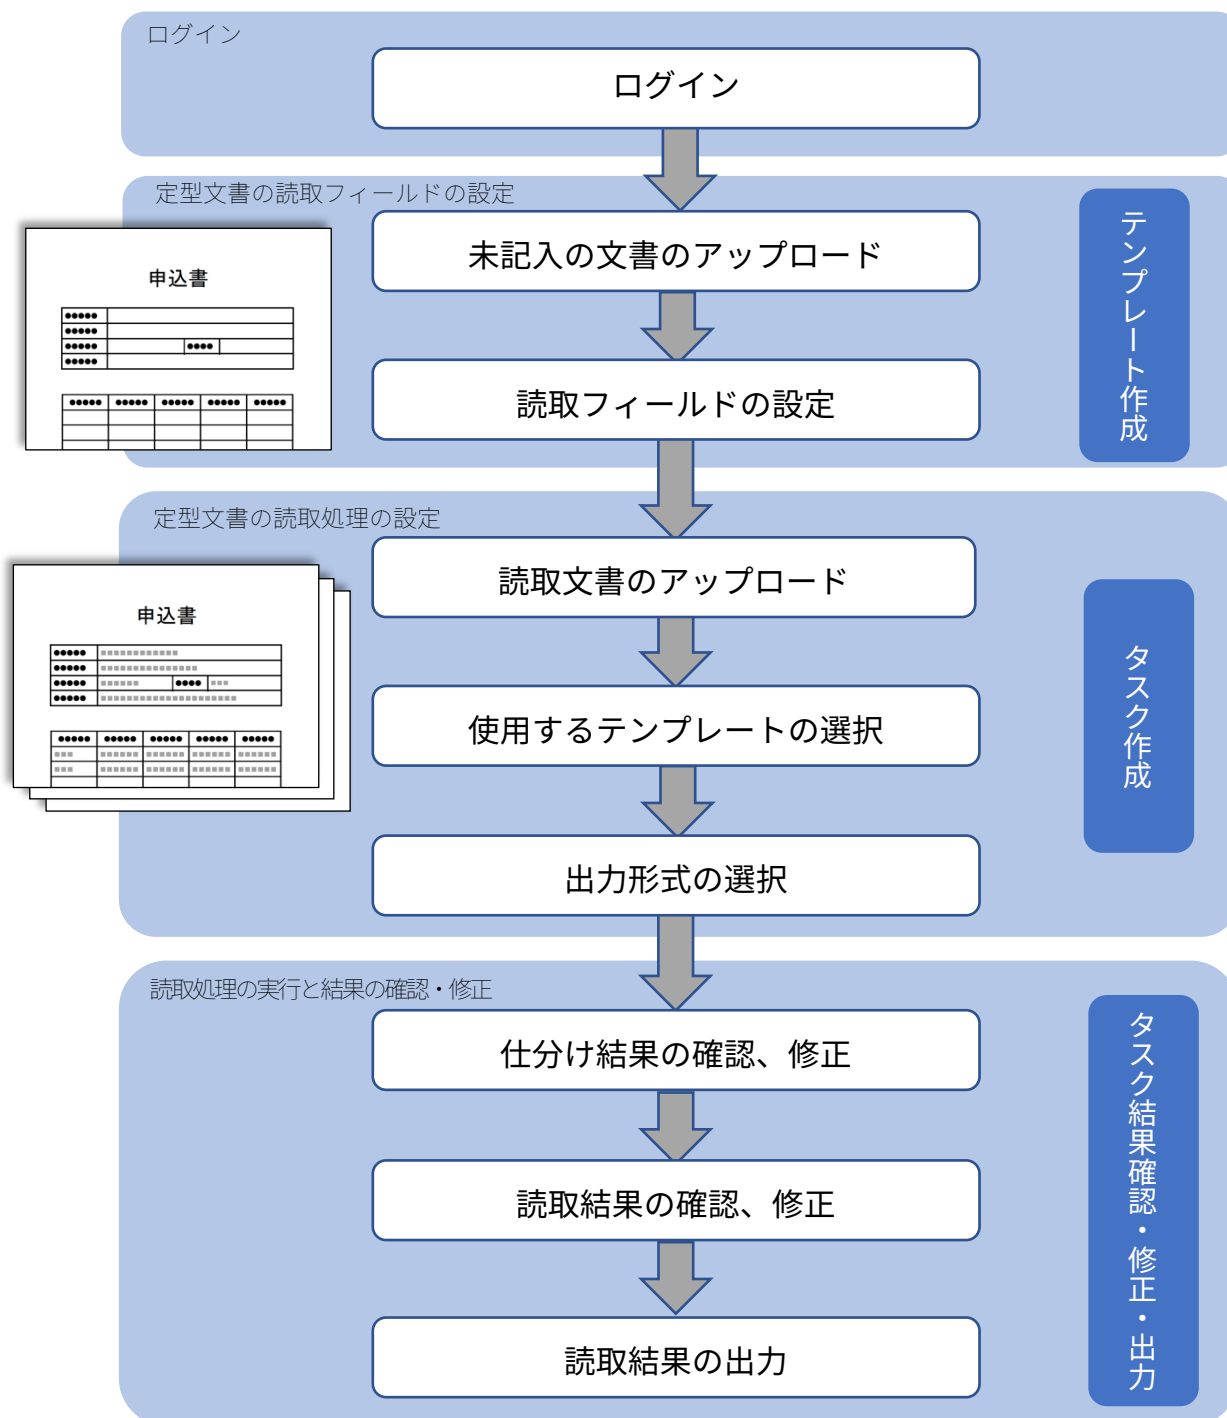 ログイン
ログイン
定型文書の読取フィールドの設定
未記入の文書のアップロード
読取フィールドの設定
テンプレート作成
申込書
定型文書の読取処理の設定
読取文書のアップロード
使用するテンプレートの選択
出力形式の選択
タスク作成
申込書
読取処理の実行と結果の確認・修正
仕分け結果の確認、修正
読取結果の確認、修正
読取結果の出力
タスク結果確認・修正・出力